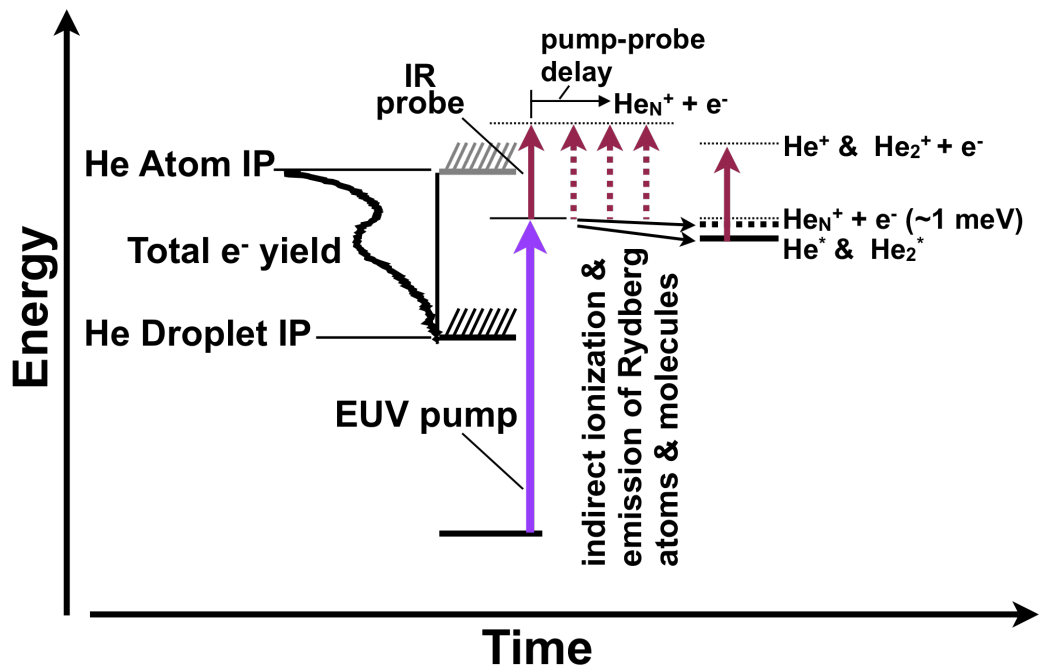 pump-probe
delay
IR
probe
He_N^+ + e^-
He Atom IP
He^+ & He_2^+ + e^-
Total e^- yield
He_N^+ + e^- (~1 meV)
He^* & He_2^*
He Droplet IP
EUV pump
indirect ionization &
emission of Rydberg
atoms & molecules
Energy
Time